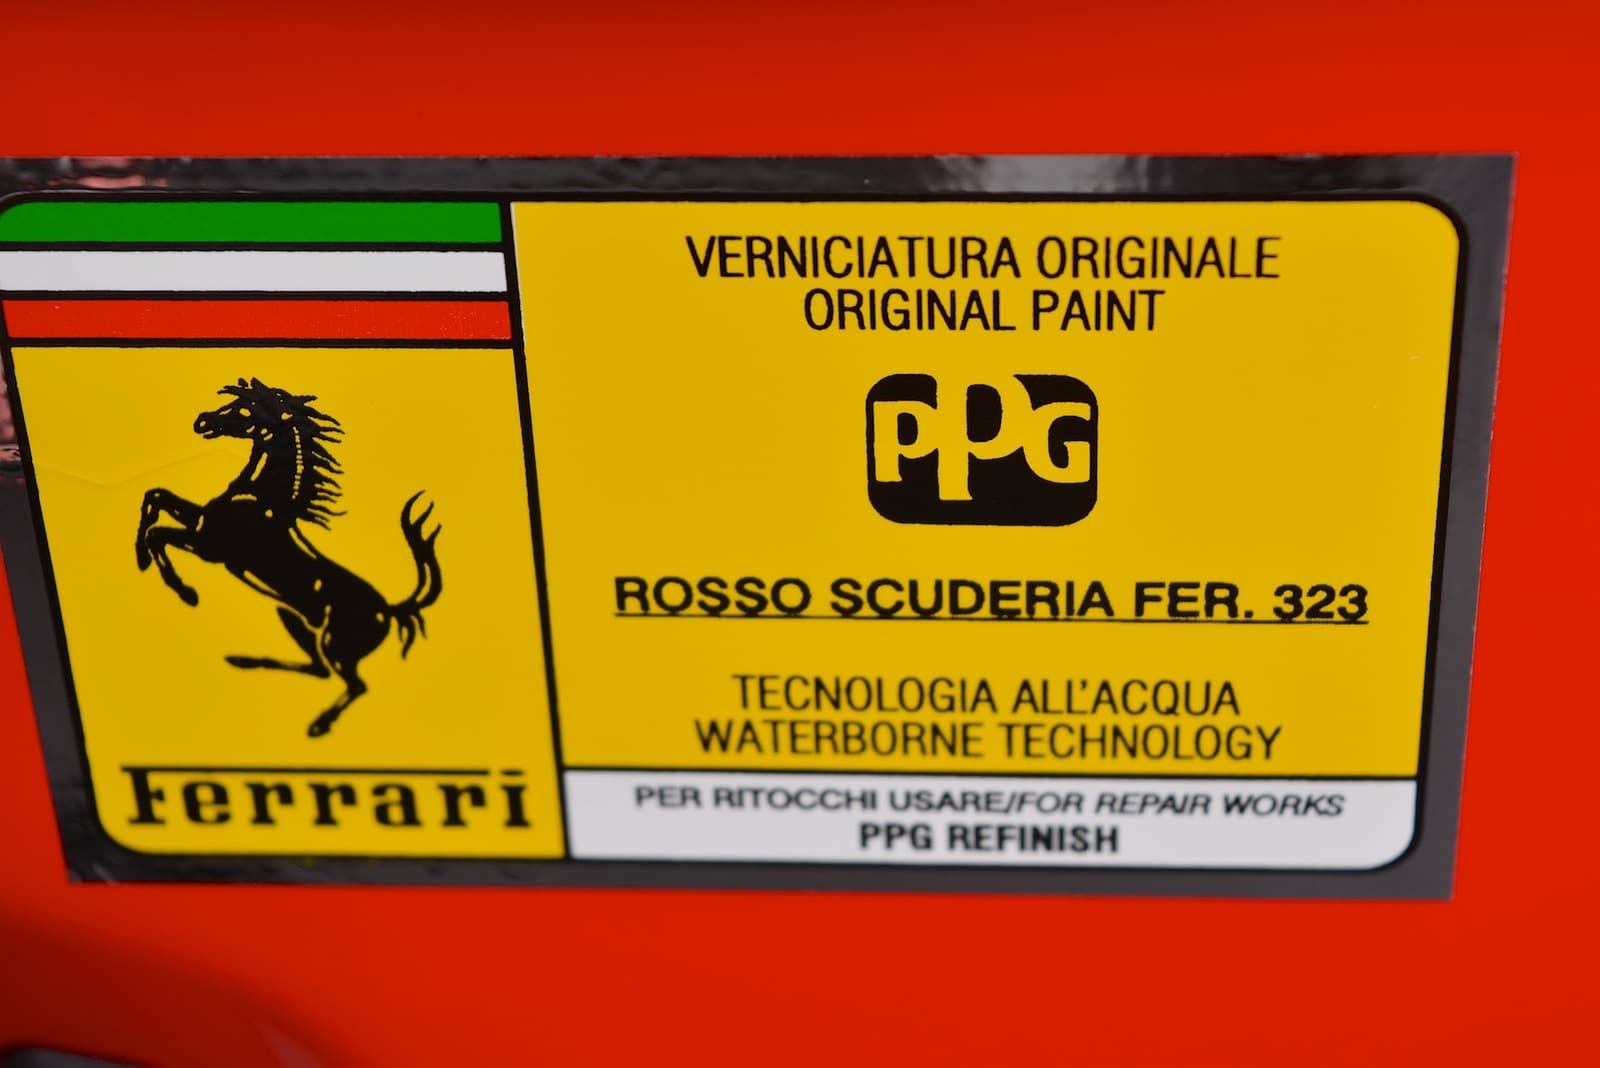 VERNICIATURA ORIGINALE
ORIGINAL PAINT
PPG
ROSSO SCUDERIA FER. 323
TECNOLOGIA ALL'ACQUA
WATERBORNE TECHNOLOGY
Ferrari
PER RITOCCHI USARE/FOR REPAIR WORKS
PPG REFINISH